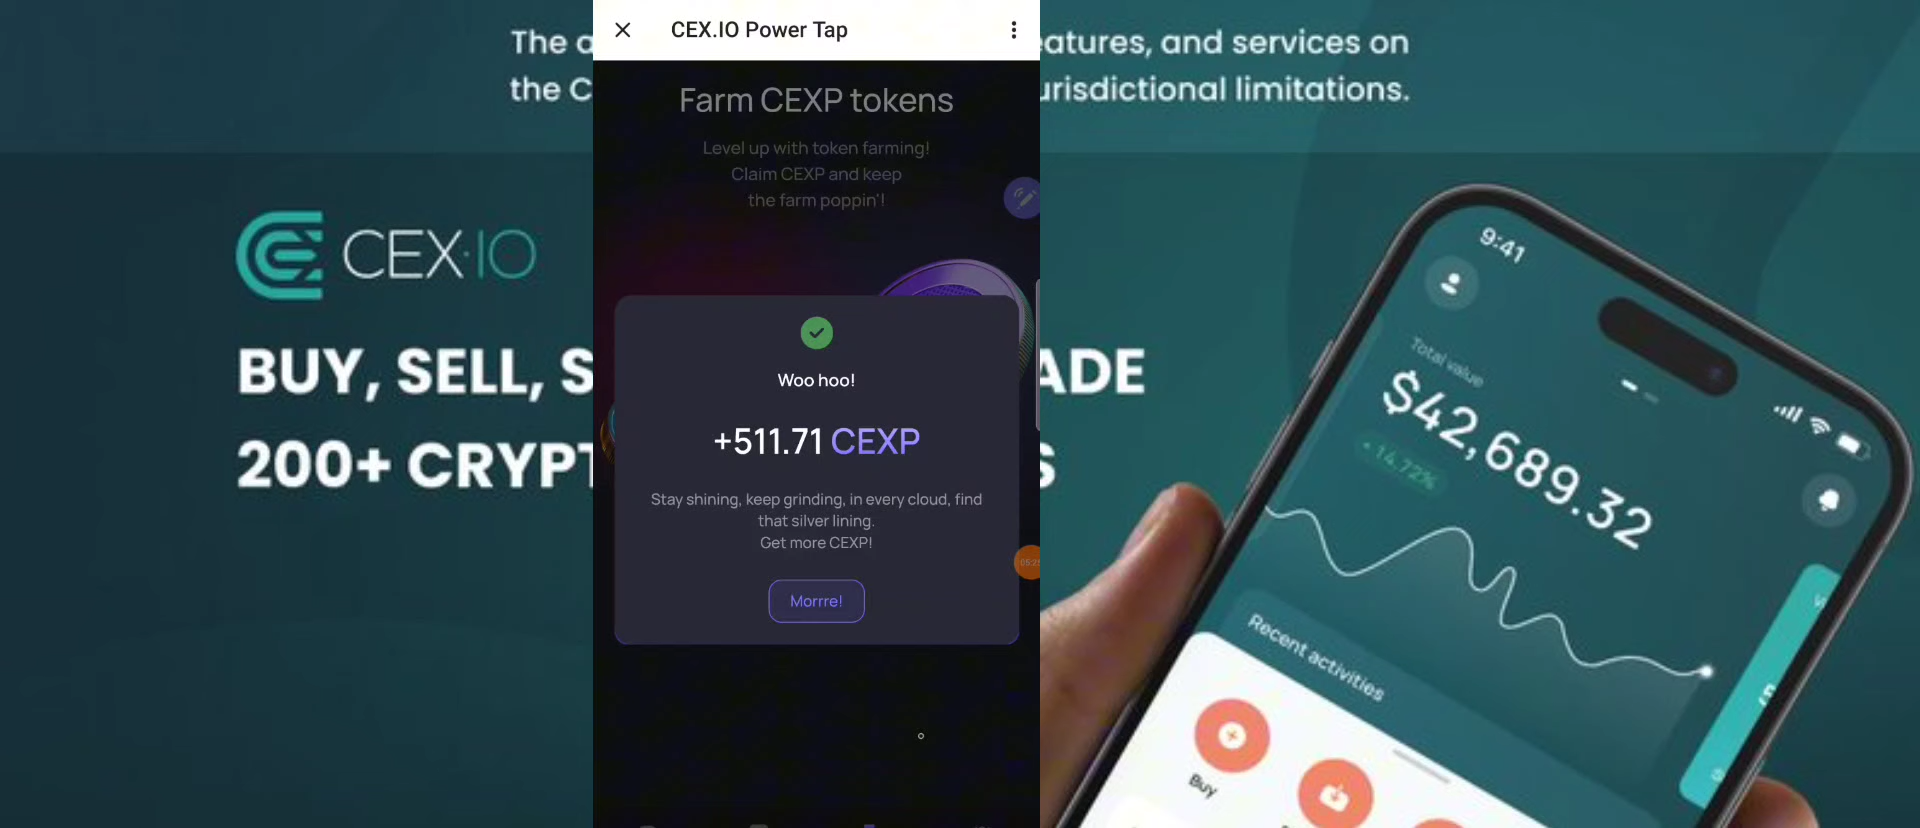 The a
eatures, and services on
the C
urisdictional limitations.
CEX.IO
BUY, SELL, S
ADE
200+ CRYPT
S
CEX.IO Power Tap
Farm CEXP tokens
Level up with token farming!
Claim CEXP and keep
the farm poppin'!
Woo hoo!
+511.71 CEXP
Stay shining, keep grinding, in every cloud, find
that silver lining.
Get more CEXP!
Morrre!
9:41
Total value
$42,689.32
14.72%
Recent activities
Buy